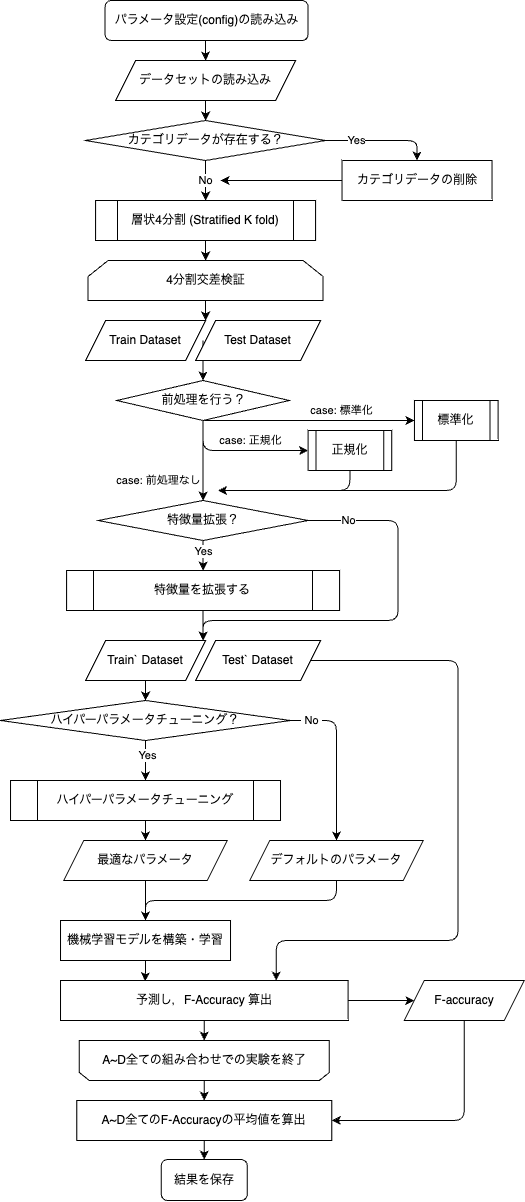 パラメータ設定(config)の読み込み
データセットの読み込み
カテゴリデータが存在する？
Yes
No
カテゴリデータの削除
層状4分割 (Stratified K fold)
4分割交差検証
Train Dataset
Test Dataset
前処理を行う？
case: 標準化
標準化
case: 正規化
正規化
case: 前処理なし
特徴量拡張？
No
Yes
特徴量を拡張する
Train` Dataset
Test` Dataset
ハイパーパラメータチューニング？
No
Yes
ハイパーパラメータチューニング
最適なパラメータ
デフォルトのパラメータ
機械学習モデルを構築・学習
予測し，F-Accuracy 算出
F-accuracy
A~D全ての組み合わせでの実験を終了
A~D全てのF-Accuracyの平均値を算出
結果を保存